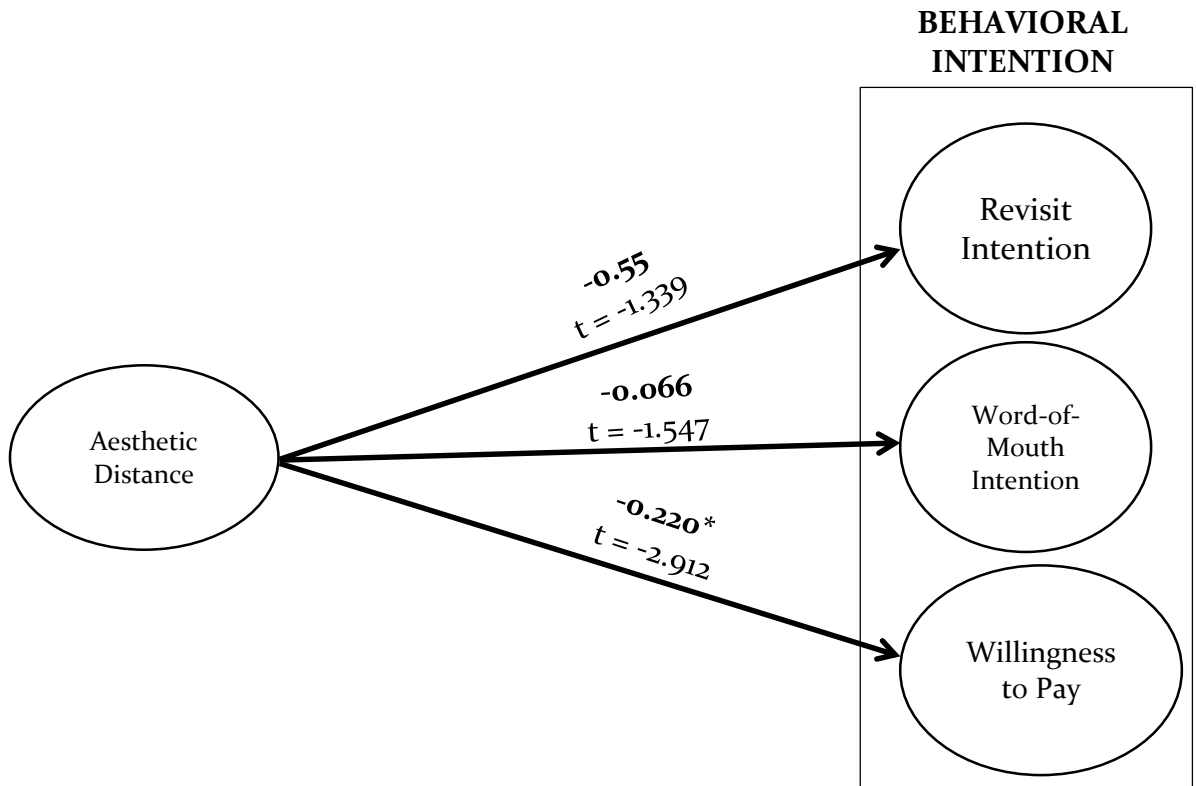 BEHAVIORAL
INTENTION
Revisit
Intention
-0.55
t = -1.339
-0.066
t = -1.547
Word-of-
Mouth
Intention
Aesthetic
Distance
-0.220*
t = -2.912
Willingness
to Pay